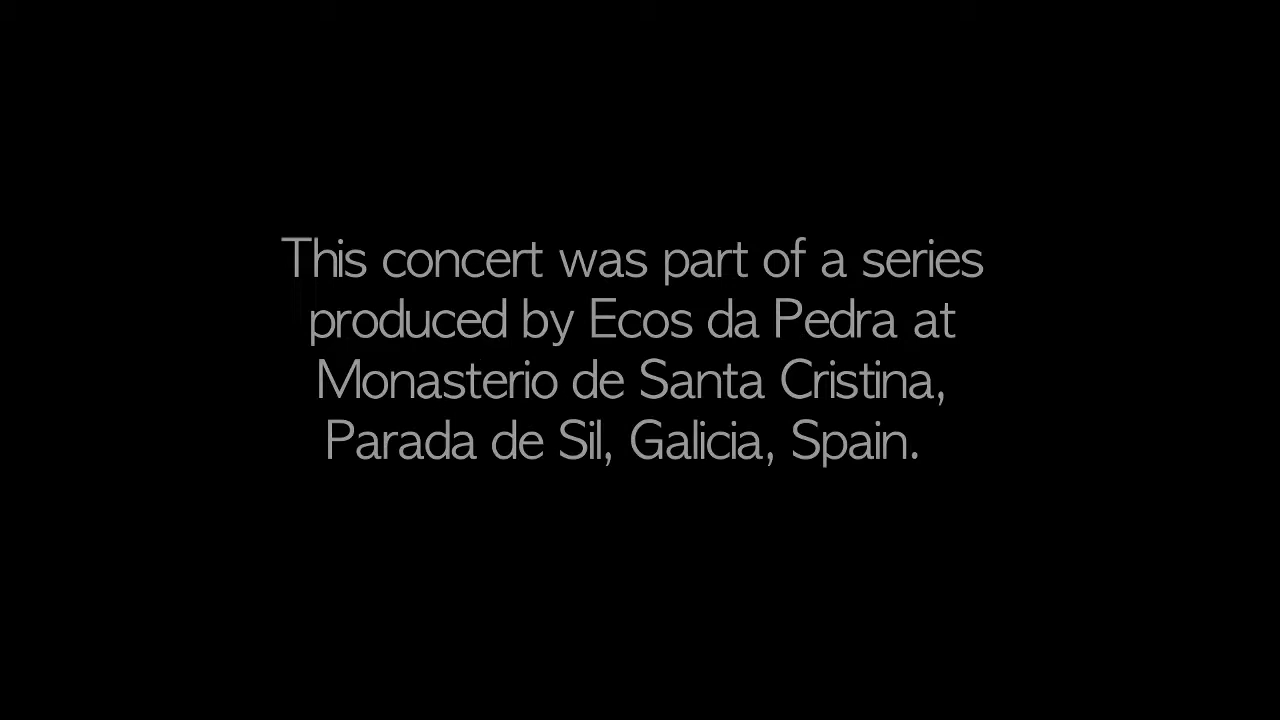 This concert was part of a series
produced by Ecos da Pedra at
Monasterio de Santa Cristina,
Parada de Sil, Galicia, Spain.